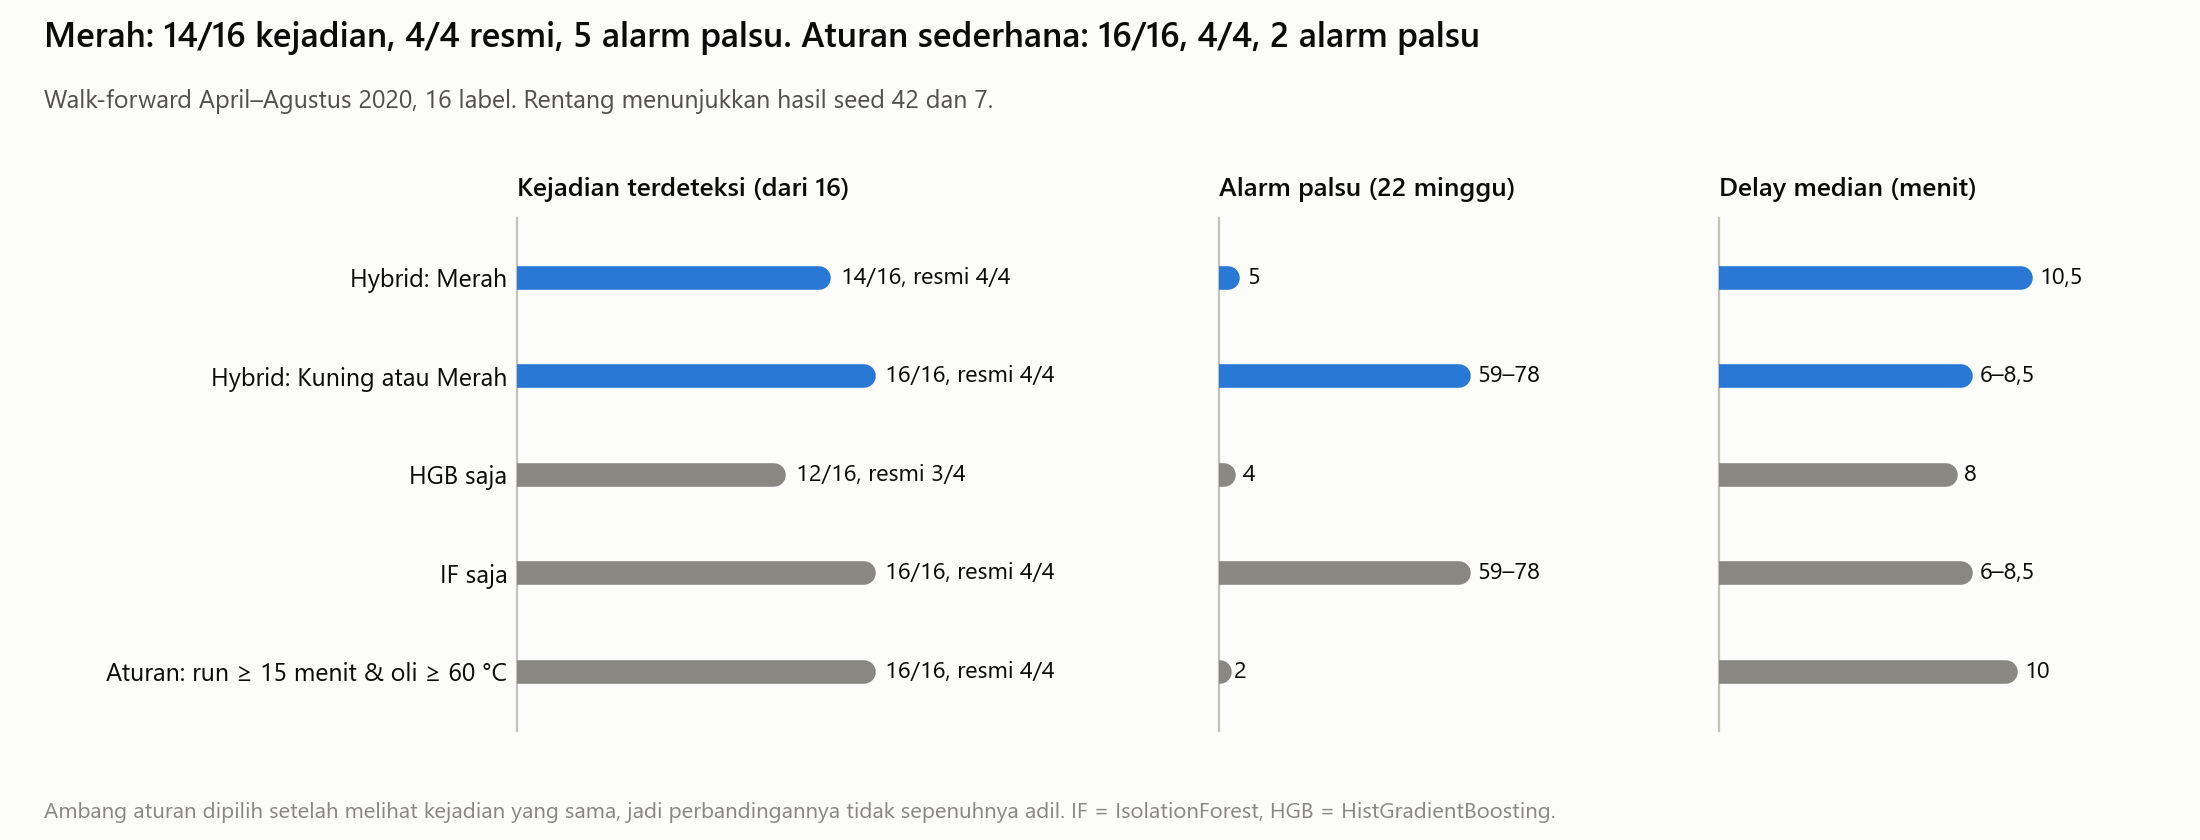 Merah: 14/16 kejadian, 4/4 resmi, 5 alarm palsu. Aturan sederhana: 16/16, 4/4, 2 alarm palsu
Walk-forward April–Agustus 2020, 16 label. Rentang menunjukkan hasil seed 42 dan 7.
Kejadian terdeteksi (dari 16)
Alarm palsu (22 minggu)
Delay median (menit)
Hybrid: Merah
14/16, resmi 4/4
5
10,5
Hybrid: Kuning atau Merah
16/16, resmi 4/4
59–78
6–8,5
HGB saja
12/16, resmi 3/4
4
8
IF saja
16/16, resmi 4/4
59–78
6–8,5
Aturan: run ≥ 15 menit & oli ≥ 60 °C
16/16, resmi 4/4
2
10
Ambang aturan dipilih setelah melihat kejadian yang sama, jadi perbandingannya tidak sepenuhnya adil. IF = IsolationForest, HGB = HistGradientBoosting.